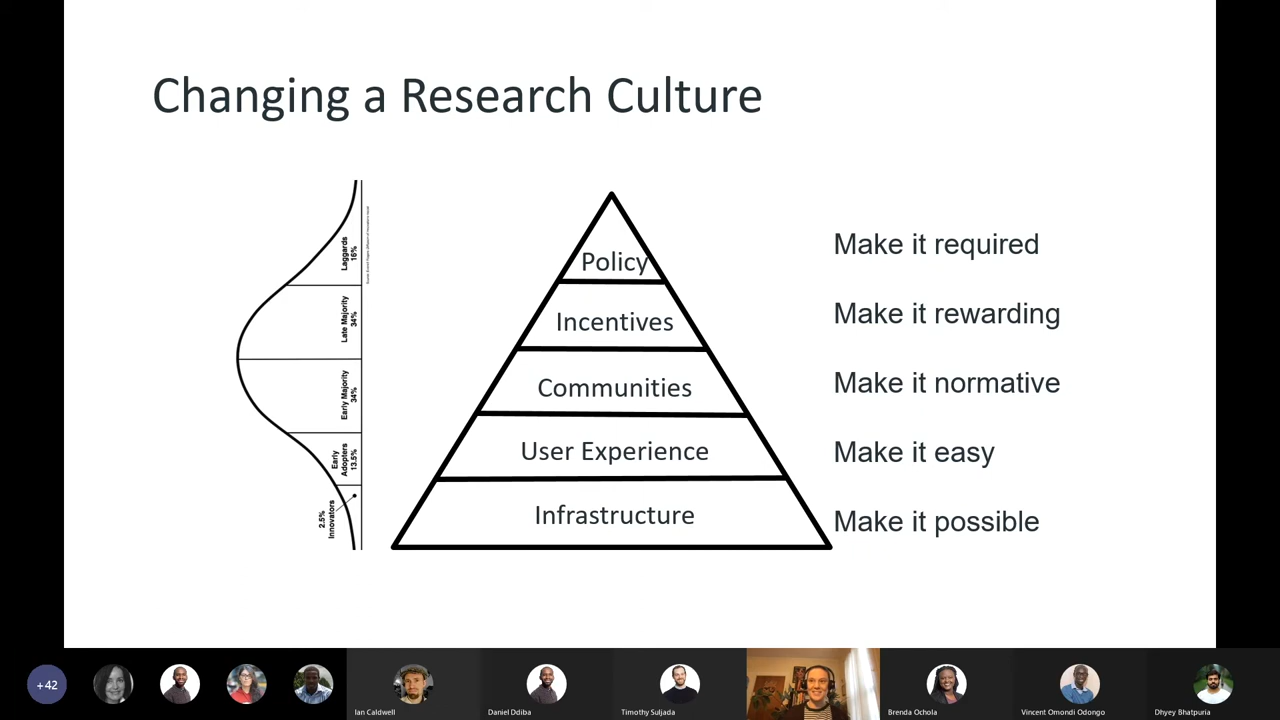 Changing a Research Culture
Laggards
16%
Late Majority
34%
Early Majority
34%
Early
Adopters
13.5%
2.5%
Innovators
Policy
Incentives
Communities
User Experience
Infrastructure
Make it required
Make it rewarding
Make it normative
Make it easy
Make it possible
+42
Ian Caldwell
Daniel Ddiba
Timothy Suljada
Brenda Ochola
Vincent Omondi Odongo
Dhyey Bhatpuria